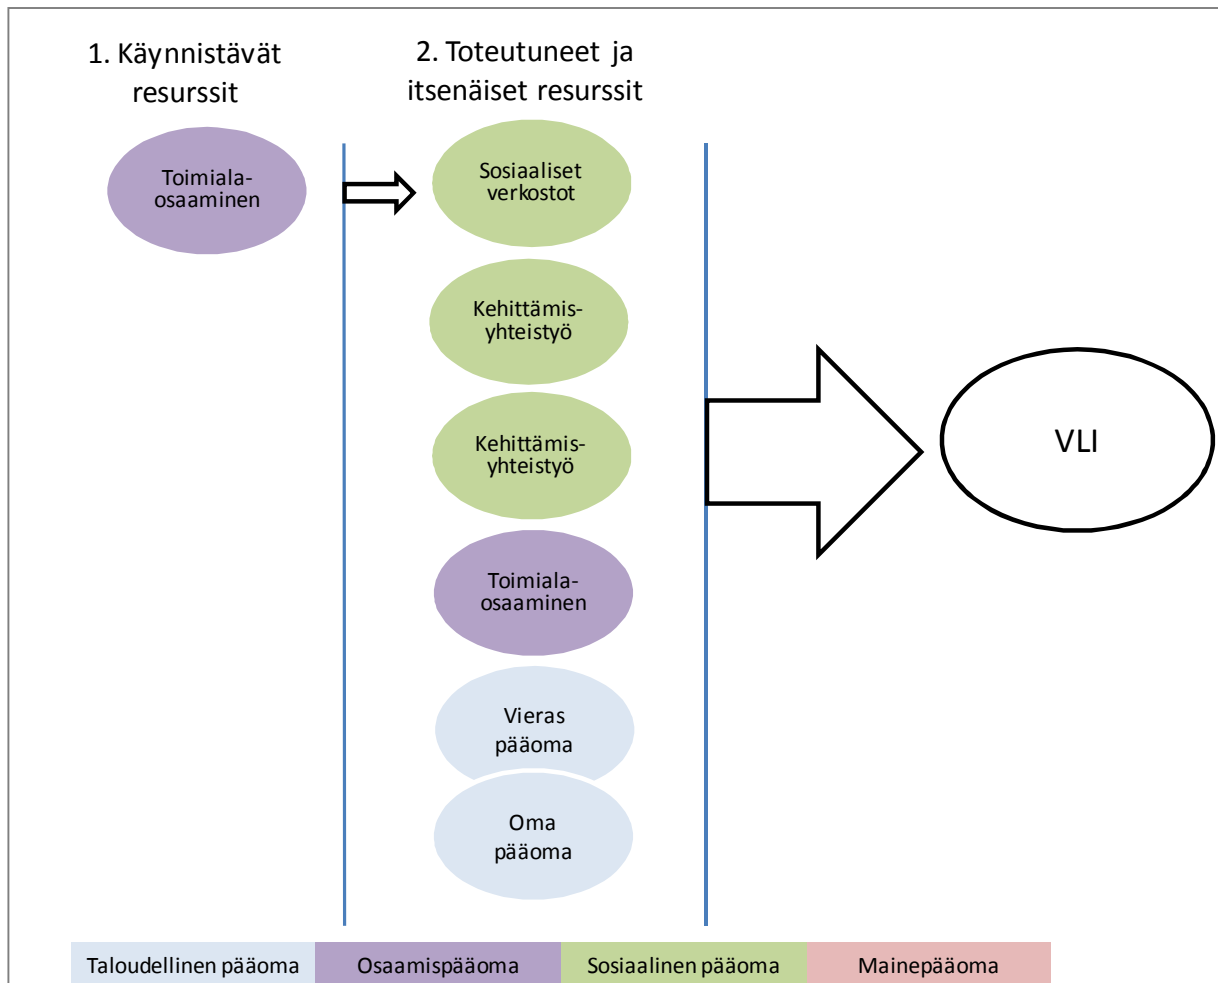 1. Käynnistävät
resurssit
2. Toteutuneet ja
itsenäiset resurssit
Toimiala-
osaaminen
Sosiaaliset
verkostot
Kehittämis-
yhteistyö
Kehittämis-
yhteistyö
Toimiala-
osaaminen
Vieras
pääoma
Oma
pääoma
VLI
Taloudellinen pääoma
Osaamispääoma
Sosiaalinen pääoma
Mainepääoma